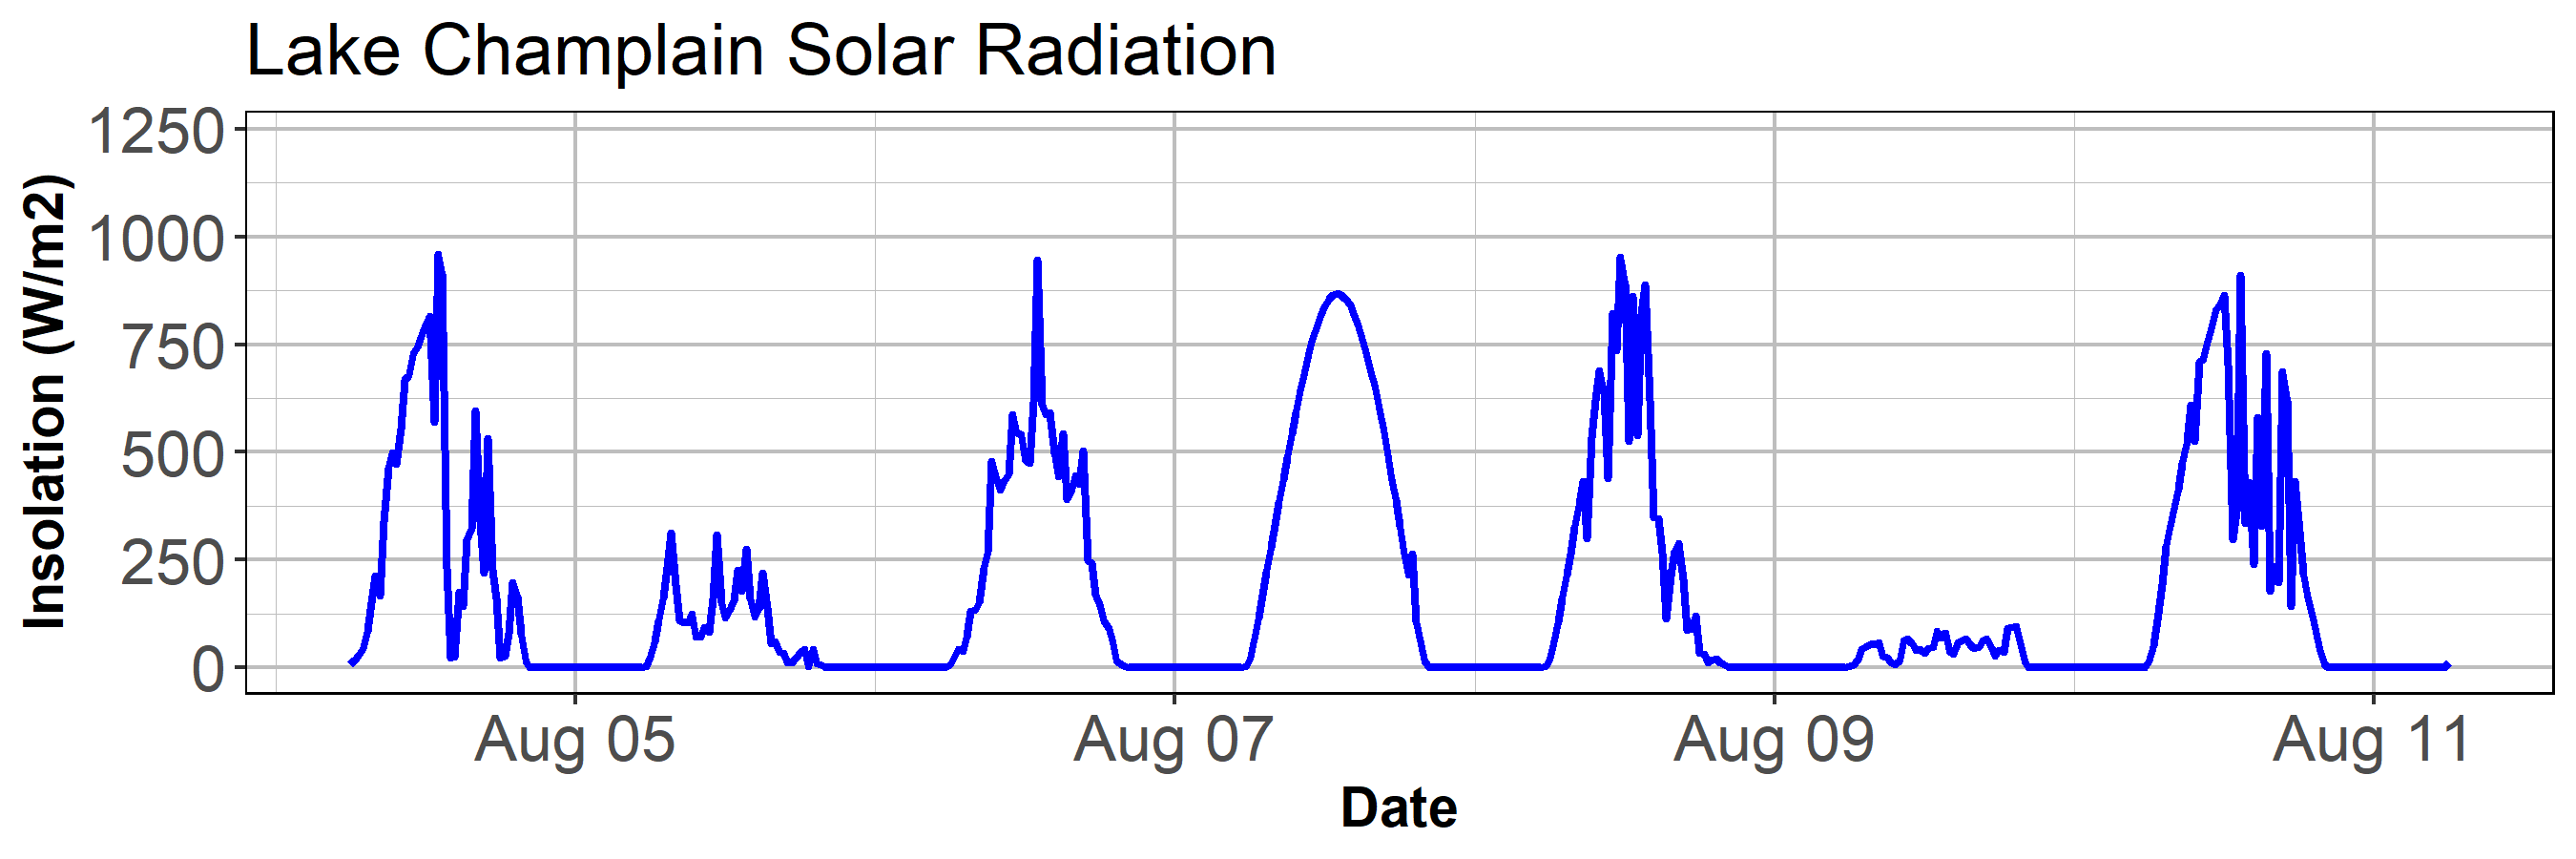 Lake Champlain Solar Radiation
1250
1000
750
500
250
0
Insolation (W/m2)
Aug 05 Aug 07 Aug 09 Aug 11
Date